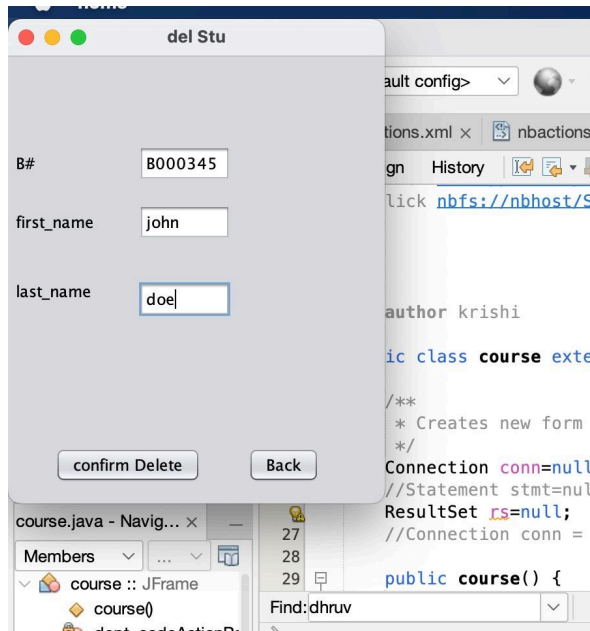 home
del Stu
B#
B000345
first_name
john
last_name
doe
confirm Delete
Back
ault config>
tions.xml ×
nbactions
gn
History
lick nbfs://nbhost/S
author krishi
ic class course exte
/**
* Creates new form
*/
Connection conn=null
//Statement stmt=nul
ResultSet rs=null;
27 //Connection conn =
28
29 public course() {
course.java - Navig... ×
Members
...
course :: JFrame
course()
Find: dhruv